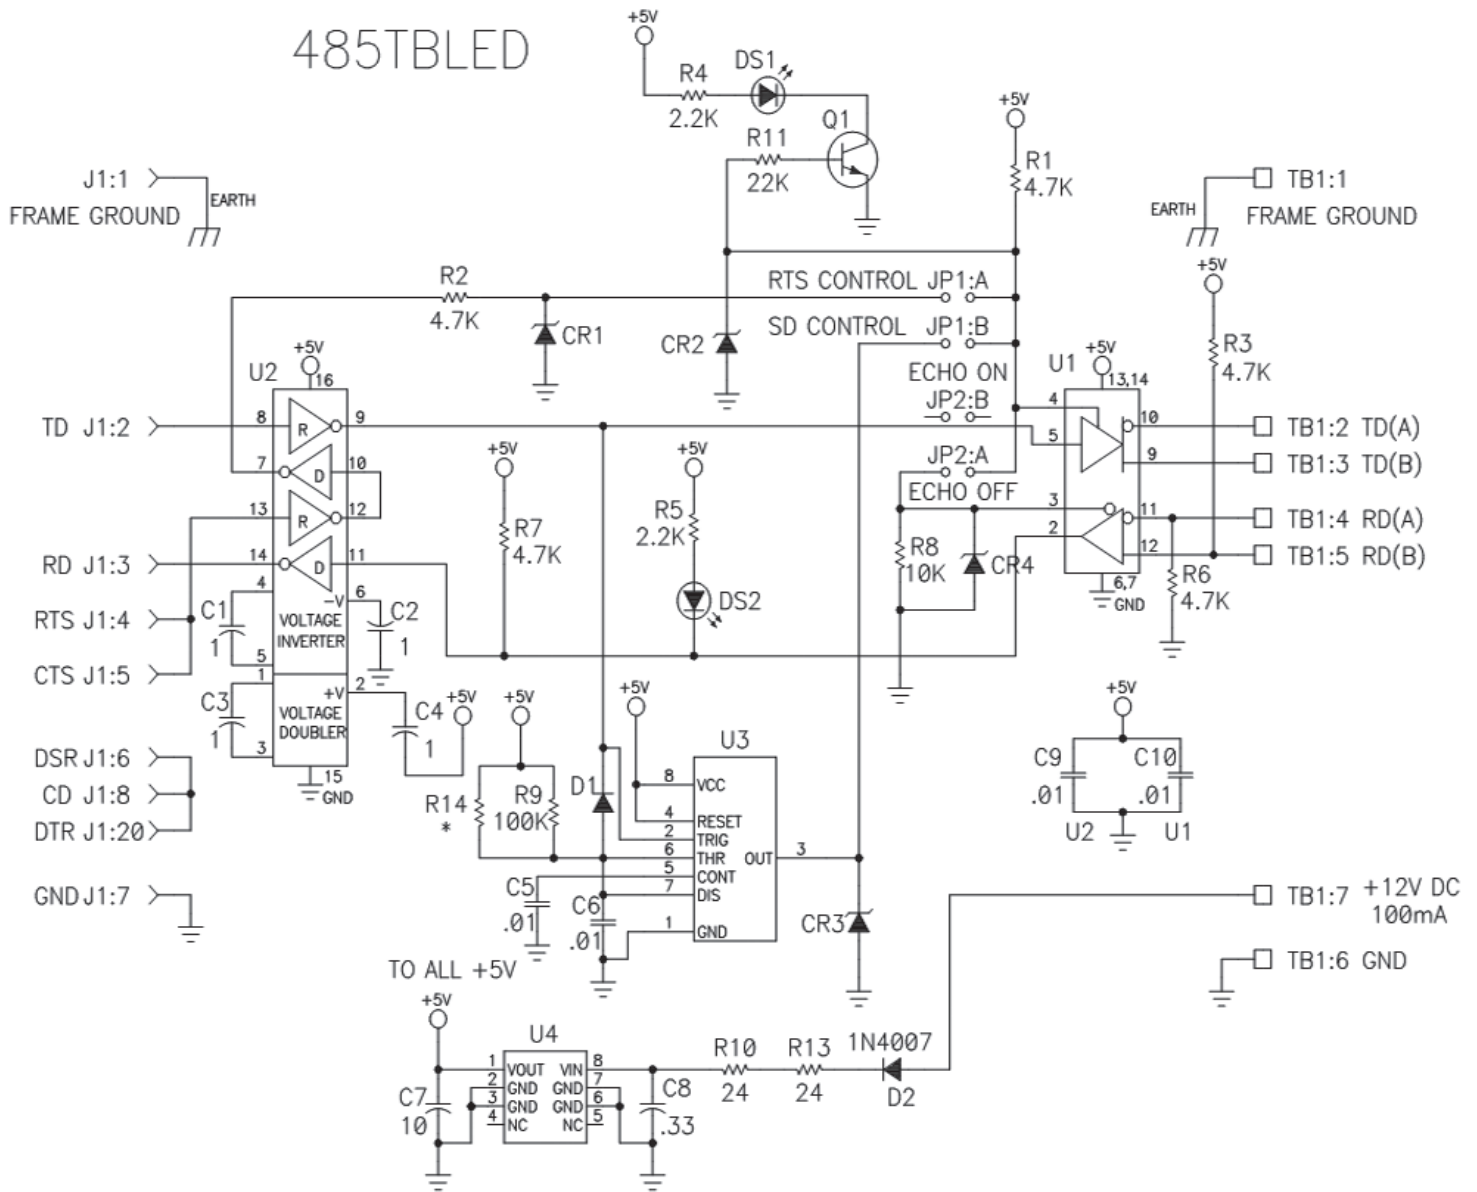 485TBLED
+5V
R4
2.2K
DS1
R11
22K
Q1
+5V
R1
4.7K
J1:1
FRAME GROUND
EARTH
EARTH
TB1:1
FRAME GROUND
R2
4.7K
CR1
CR2
RTS CONTROL JP1:A
SD CONTROL JP1:B
ECHO ON
JP2:B
JP2:A
ECHO OFF
+5V
R3
4.7K
U2
+5V
16
TD J1:2
8
R
9
7
D
10
13
R
12
RD J1:3
14
D
11
RTS J1:4
CTS J1:5
4
C1
1
5
–V
6
C2
1
VOLTAGE
INVERTER
1
C3
1
3
+V
2
C4
1
+5V
VOLTAGE
DOUBLER
15
GND
+5V
R7
4.7K
+5V
R5
2.2K
DS2
R8
10K
CR4
U1
+5V
13,14
4
5
10
9
3
2
11
12
6,7
GND
TB1:2 TD(A)
TB1:3 TD(B)
TB1:4 RD(A)
TB1:5 RD(B)
R6
4.7K
DSR J1:6
CD J1:8
DTR J1:20
GND J1:7
+5V
R14
*
R9
100K
D1
+5V
U3
8
VCC
4
RESET
2
TRIG
6
THR
5
CONT
7
DIS
1
GND
OUT
3
C5
.01
C6
.01
CR3
+5V
C9
.01
U2
C10
.01
U1
TB1:7 +12V DC
100mA
TB1:6 GND
TO ALL +5V
+5V
C7
10
U4
1
VOUT
VIN
8
2
GND
GND
7
3
GND
GND
6
4
NC
NC
5
C8
.33
R10
24
R13
24
1N4007
D2